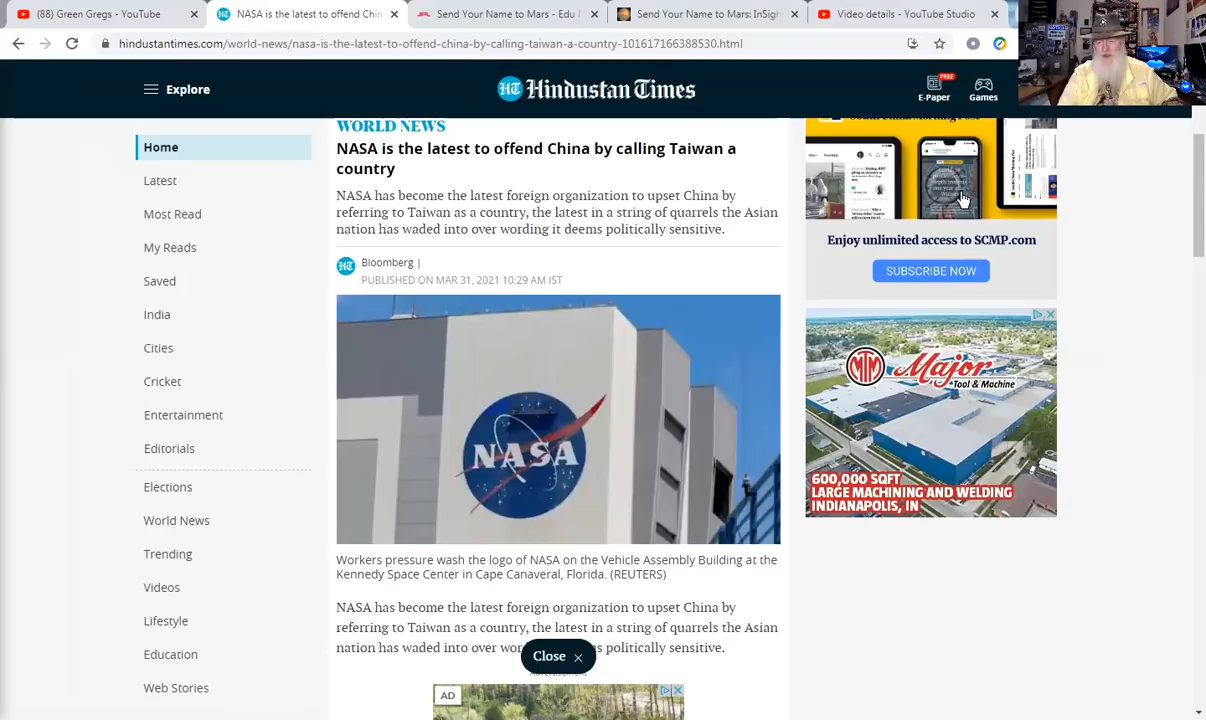 (88) Green Gregs - YouTube
NASA is the latest to offend Chin
Send Your Name to Mars - Edu
Send Your Name to Mars: InSigh
Video details - YouTube Studio
hindustantimes.com/world-news/nasa-is-the-latest-to-offend-china-by-calling-taiwan-a-country-101617166388530.html
Explore
HT Hindustan Times
FREE
E-Paper
Games
Home
Latest
Most Read
My Reads
Saved
India
Cities
Cricket
Entertainment
Editorials
Elections
World News
Trending
Videos
Lifestyle
Education
Web Stories
WORLD NEWS
NASA is the latest to offend China by calling Taiwan a
country
NASA has become the latest foreign organization to upset China by
referring to Taiwan as a country, the latest in a string of quarrels the Asian
nation has waded into over wording it deems politically sensitive.
HT
Bloomberg |
PUBLISHED ON MAR 31, 2021 10:29 AM IST
NASA
Workers pressure wash the logo of NASA on the Vehicle Assembly Building at the
Kennedy Space Center in Cape Canaveral, Florida. (REUTERS)
NASA has become the latest foreign organization to upset China by
referring to Taiwan as a country, the latest in a string of quarrels the Asian
nation has waded into over politically sensitive.
Close
AD
Enjoy unlimited access to SCMP.com
SUBSCRIBE NOW
MTM Major
Tool & Machine
600,000 SQFT
LARGE MACHINING AND WELDING
INDIANAPOLIS, IN